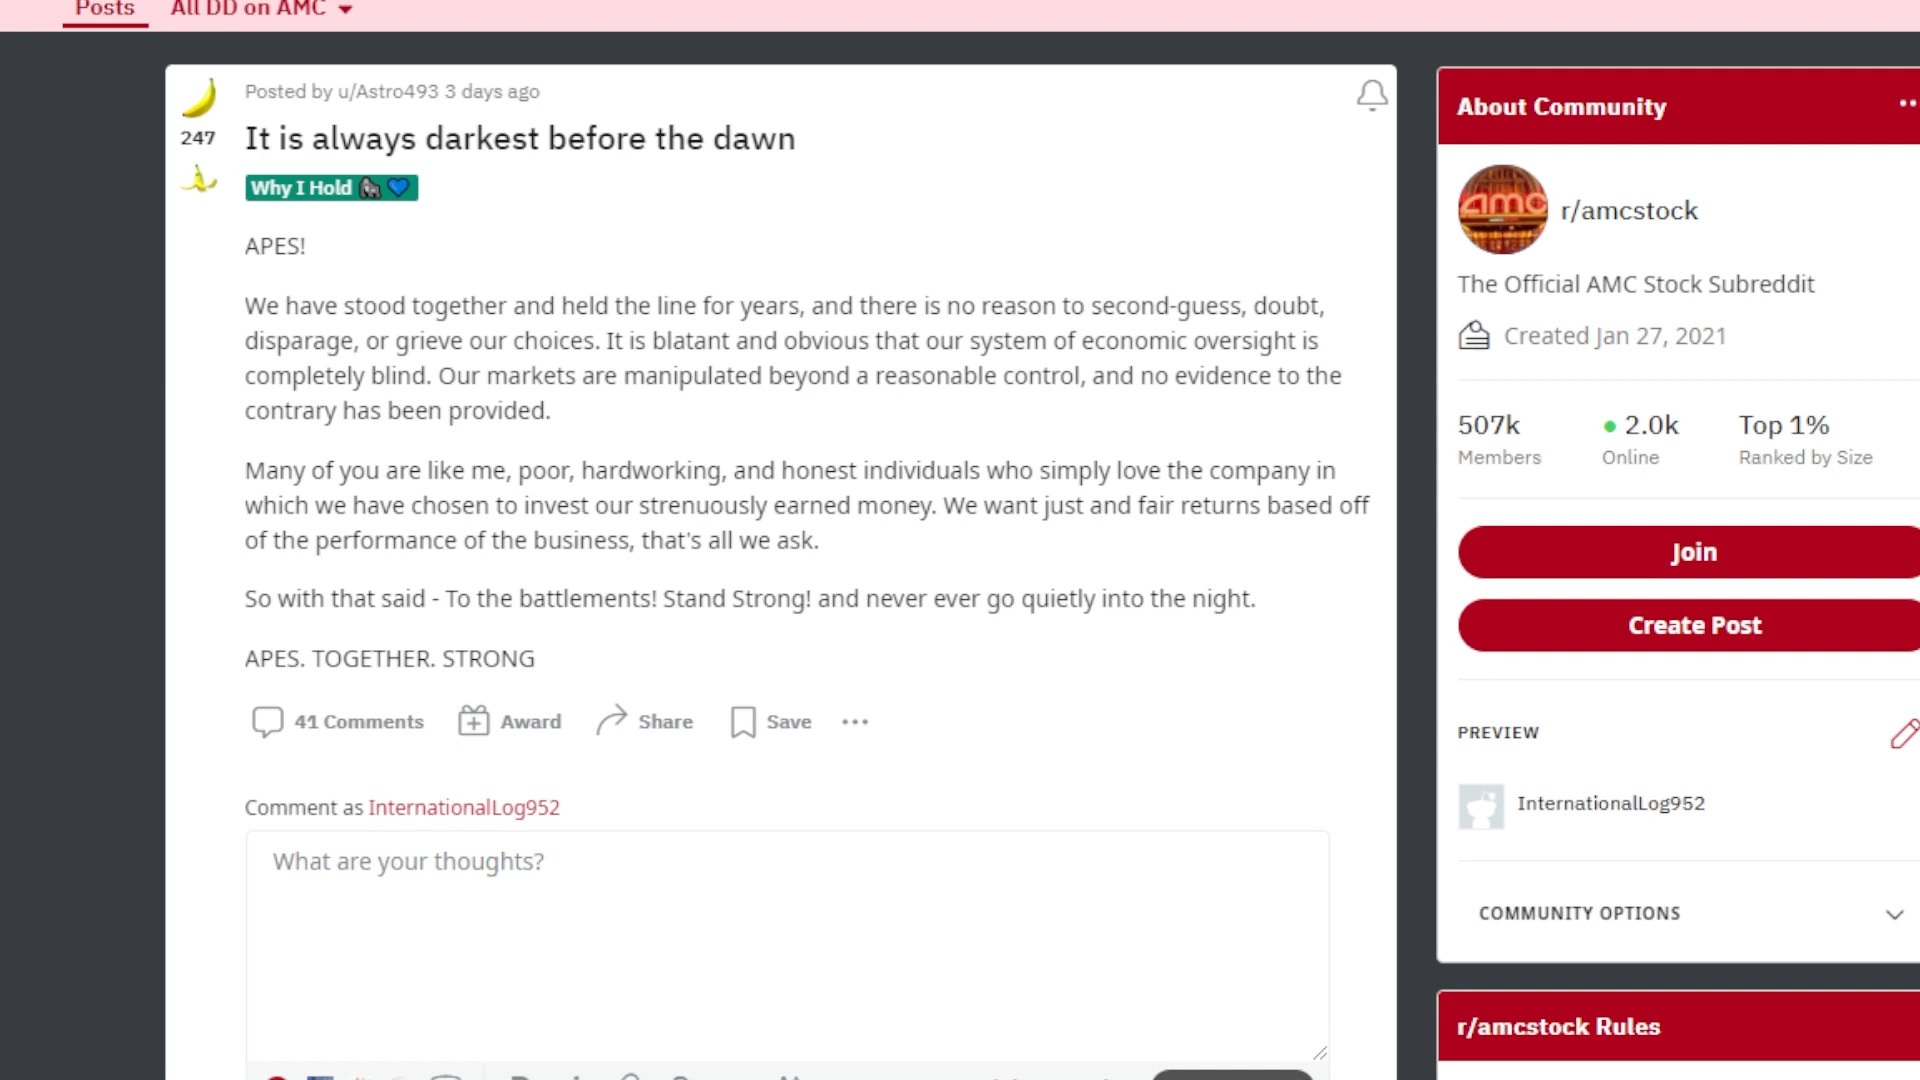 Posts
All DD on AMC
Posted by u/Astro493 3 days ago
247
It is always darkest before the dawn
Why I Hold 🦍💙
APES!
We have stood together and held the line for years, and there is no reason to second-guess, doubt,
disparage, or grieve our choices. It is blatant and obvious that our system of economic oversight is
completely blind. Our markets are manipulated beyond a reasonable control, and no evidence to the
contrary has been provided.
Many of you are like me, poor, hardworking, and honest individuals who simply love the company in
which we have chosen to invest our strenuously earned money. We want just and fair returns based off
of the performance of the business, that's all we ask.
So with that said - To the battlements! Stand Strong! and never ever go quietly into the night.
APES. TOGETHER. STRONG
41 Comments
Award
Share
Save
Comment as InternationalLog952
What are your thoughts?
About Community
amc
r/amcstock
The Official AMC Stock Subreddit
Created Jan 27, 2021
507k
Members
2.0k
Online
Top 1%
Ranked by Size
Join
Create Post
PREVIEW
InternationalLog952
COMMUNITY OPTIONS
r/amcstock Rules